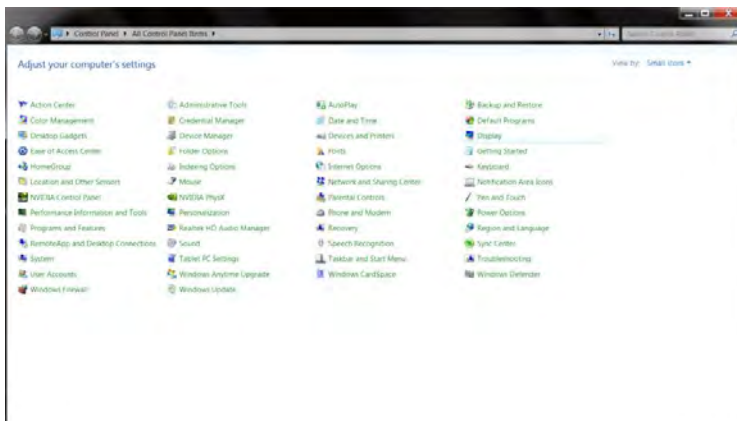 Control Panel ▸ All Control Panel Items ▸
Adjust your computer's settings
View by: Small icons
Action Center
Administrative Tools
AutoPlay
Backup and Restore
Color Management
Credential Manager
Date and Time
Default Programs
Desktop Gadgets
Device Manager
Devices and Printers
Display
Ease of Access Center
Folder Options
Fonts
Getting Started
HomeGroup
Indexing Options
Internet Options
Keyboard
Location and Other Sensors
Mouse
Network and Sharing Center
Notification Area Icons
NVIDIA Control Panel
NVIDIA PhysX
Parental Controls
Pen and Touch
Performance Information and Tools
Personalization
Phone and Modem
Power Options
Programs and Features
Realtek HD Audio Manager
Recovery
Region and Language
RemoteApp and Desktop Connections
Sound
Speech Recognition
Sync Center
System
Tablet PC Settings
Taskbar and Start Menu
Troubleshooting
User Accounts
Windows Anytime Upgrade
Windows CardSpace
Windows Defender
Windows Firewall
Windows Update